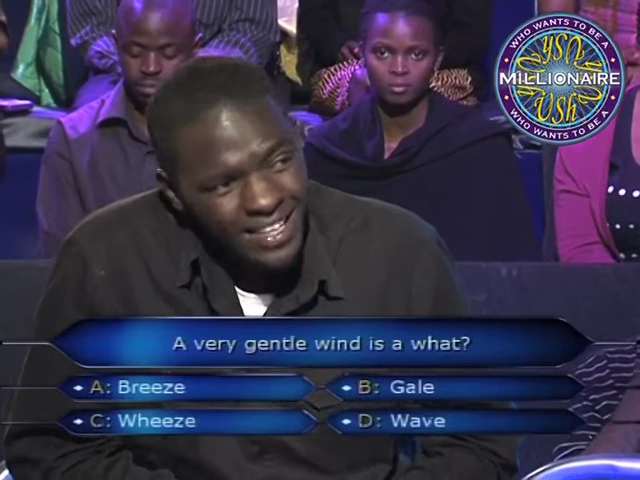 WHO WANTS TO BE A
MILLIONAIRE
WHO WANTS TO BE A
USh
A very gentle wind is a what?
A: Breeze
B: Gale
C: Wheeze
D: Wave